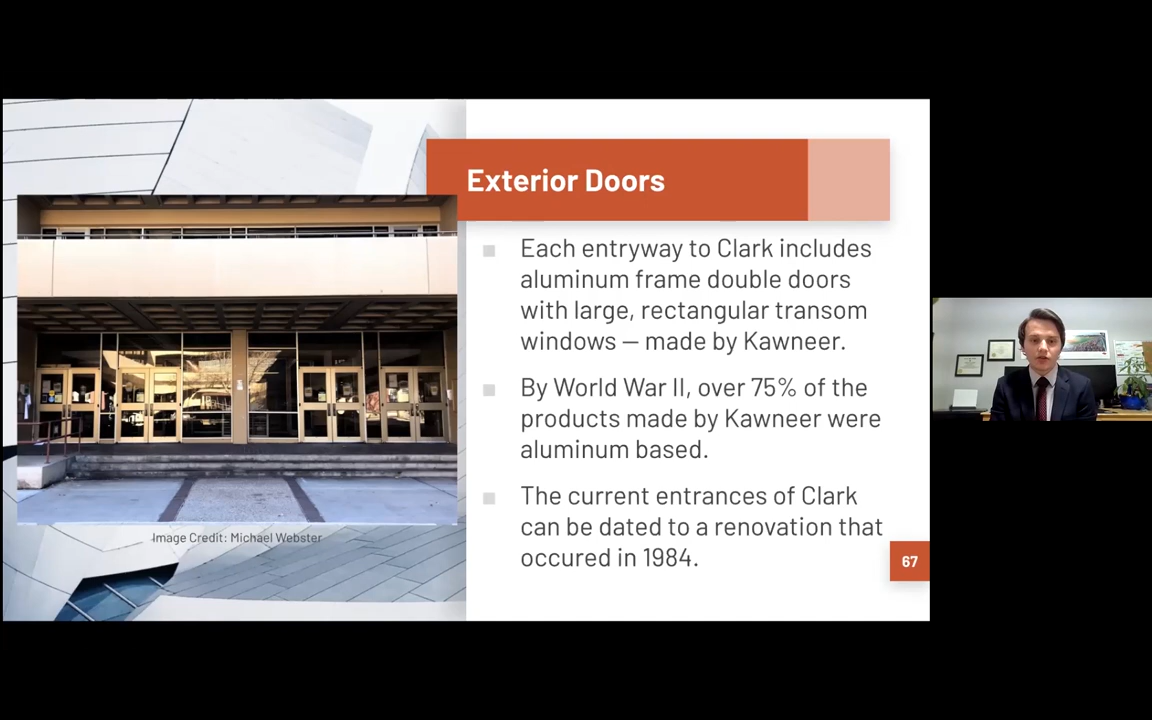 Exterior Doors
Each entryway to Clark includes
aluminum frame double doors
with large, rectangular transom
windows — made by Kawneer.
By World War II, over 75% of the
products made by Kawneer were
aluminum based.
The current entrances of Clark
can be dated to a renovation that
occured in 1984.
Image Credit: Michael Webster
67